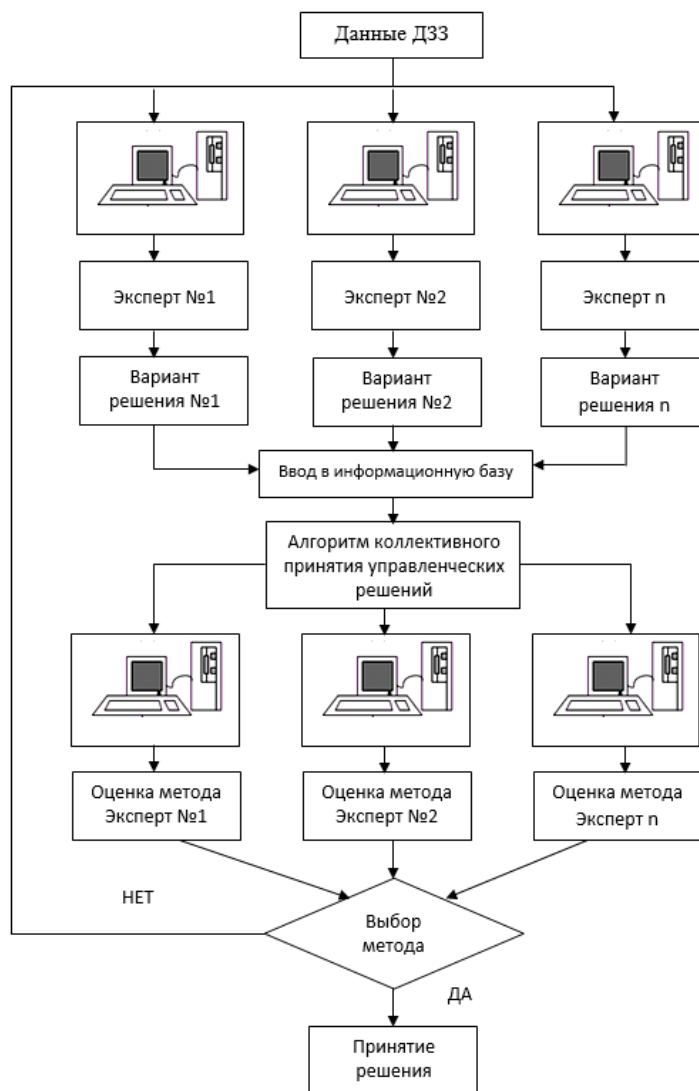 Данные ДЗЗ
Эксперт №1
Эксперт №2
Эксперт n
Вариант
решения №1
Вариант
решения №2
Вариант
решения n
Ввод в информационную базу
Алгоритм коллективного
принятия управленческих
решений
Оценка метода
Эксперт №1
Оценка метода
Эксперт №2
Оценка метода
Эксперт n
НЕТ
Выбор
метода
ДА
Принятие
решения